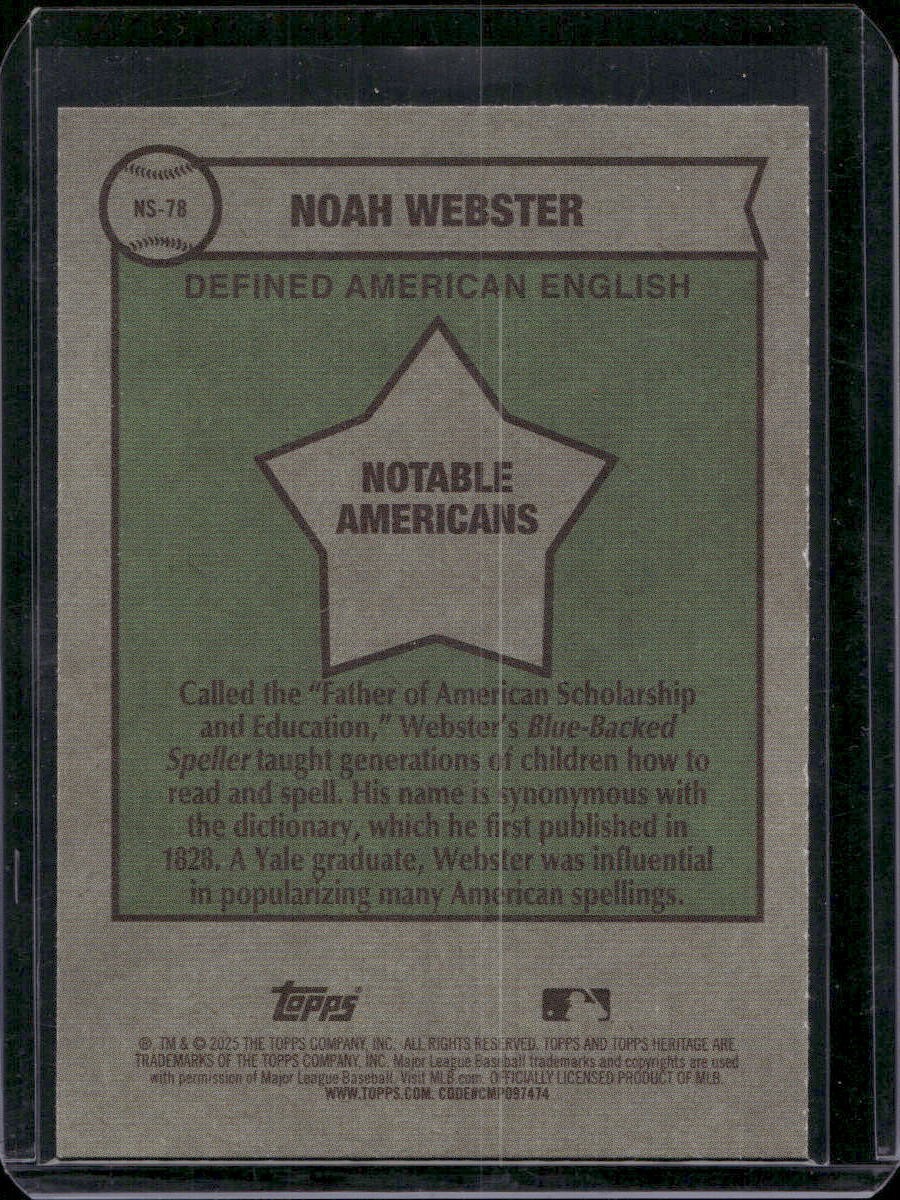 NS-78
NOAH WEBSTER
DEFINED AMERICAN ENGLISH
NOTABLE
AMERICANS
Called the “Father of American Scholarship
and Education,” Webster’s Blue-Backed
Speller taught generations of children how to
read and spell. His name is synonymous with
the dictionary, which he first published in
1828. A Yale graduate, Webster was influential
in popularizing many American spellings.
Topps®
®, TM & © 2025 THE TOPPS COMPANY, INC. ALL RIGHTS RESERVED. TOPPS AND TOPPS HERITAGE ARE
TRADEMARKS OF THE TOPPS COMPANY, INC. Major League Baseball trademarks and copyrights are used
with permission of Major League Baseball. Visit MLB.com. OFFICIALLY LICENSED PRODUCT OF MLB.
WWW.TOPPS.COM. CODE#CMP097474